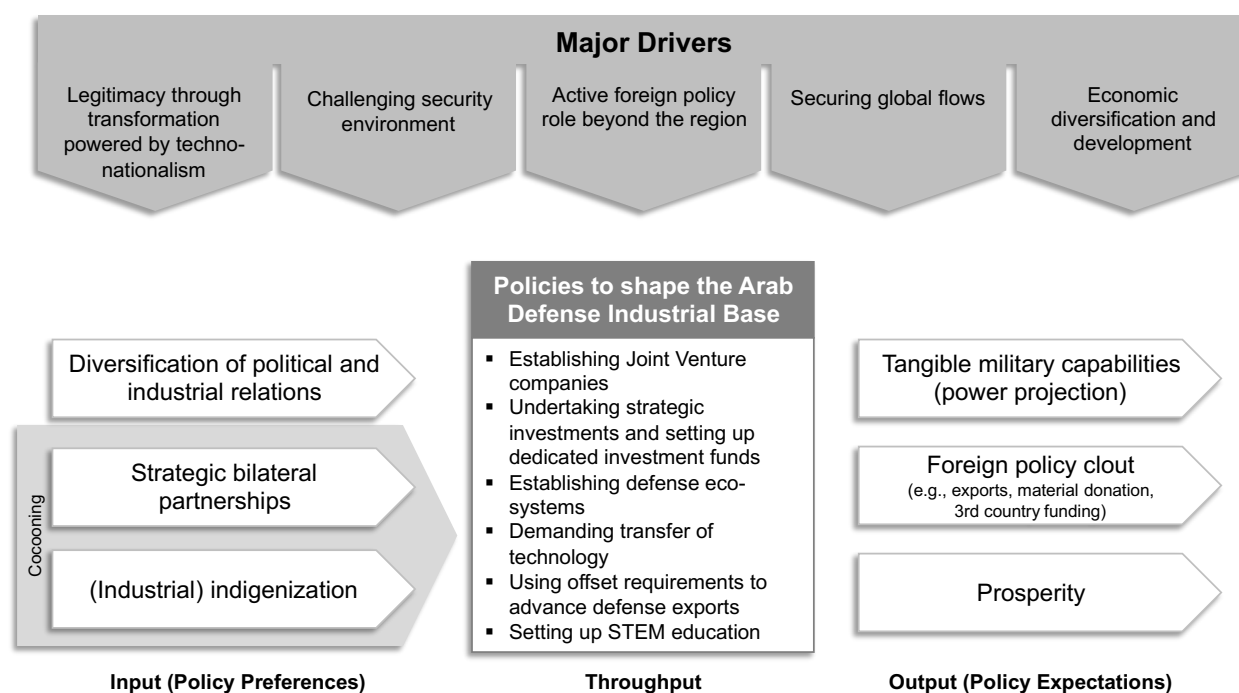 Major Drivers
Legitimacy through
transformation
powered by techno-
nationalism
Challenging security
environment
Active foreign policy
role beyond the region
Securing global flows
Economic
diversification and
development
Diversification of political and
industrial relations
Cocooning
Strategic bilateral
partnerships
(Industrial) indigenization
Input (Policy Preferences)
Policies to shape the Arab
Defense Industrial Base
▪ Establishing Joint Venture
companies
▪ Undertaking strategic
investments and setting up
dedicated investment funds
▪ Establishing defense eco-
systems
▪ Demanding transfer of
technology
▪ Using offset requirements to
advance defense exports
▪ Setting up STEM education
Throughput
Tangible military capabilities
(power projection)
Foreign policy clout
(e.g., exports, material donation,
3rd country funding)
Prosperity
Output (Policy Expectations)